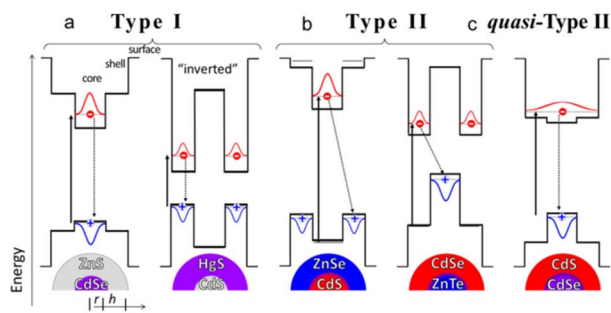 a Type I b Type II c quasi-Type II
surface
shell
core
"inverted"
Energy
ZnS
CdSe
HgS
CdS
ZnSe
CdS
CdSe
ZnTe
CdS
CdSe
r h